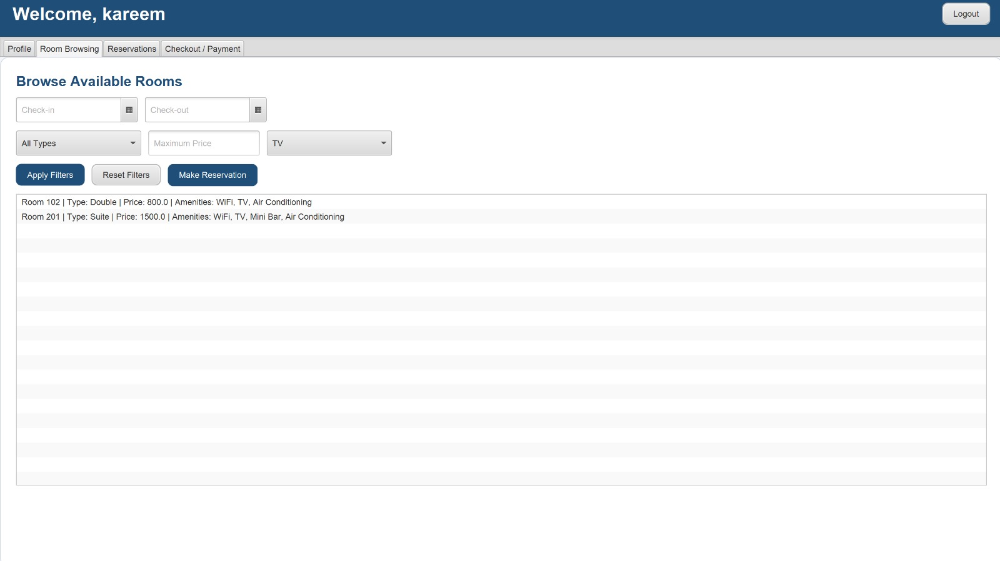 Welcome, kareem
Logout
Profile
Room Browsing
Reservations
Checkout / Payment
Browse Available Rooms
Check-in
Check-out
All Types
Maximum Price
TV
Apply Filters
Reset Filters
Make Reservation
Room 102 | Type: Double | Price: 800.0 | Amenities: WiFi, TV, Air Conditioning
Room 201 | Type: Suite | Price: 1500.0 | Amenities: WiFi, TV, Mini Bar, Air Conditioning